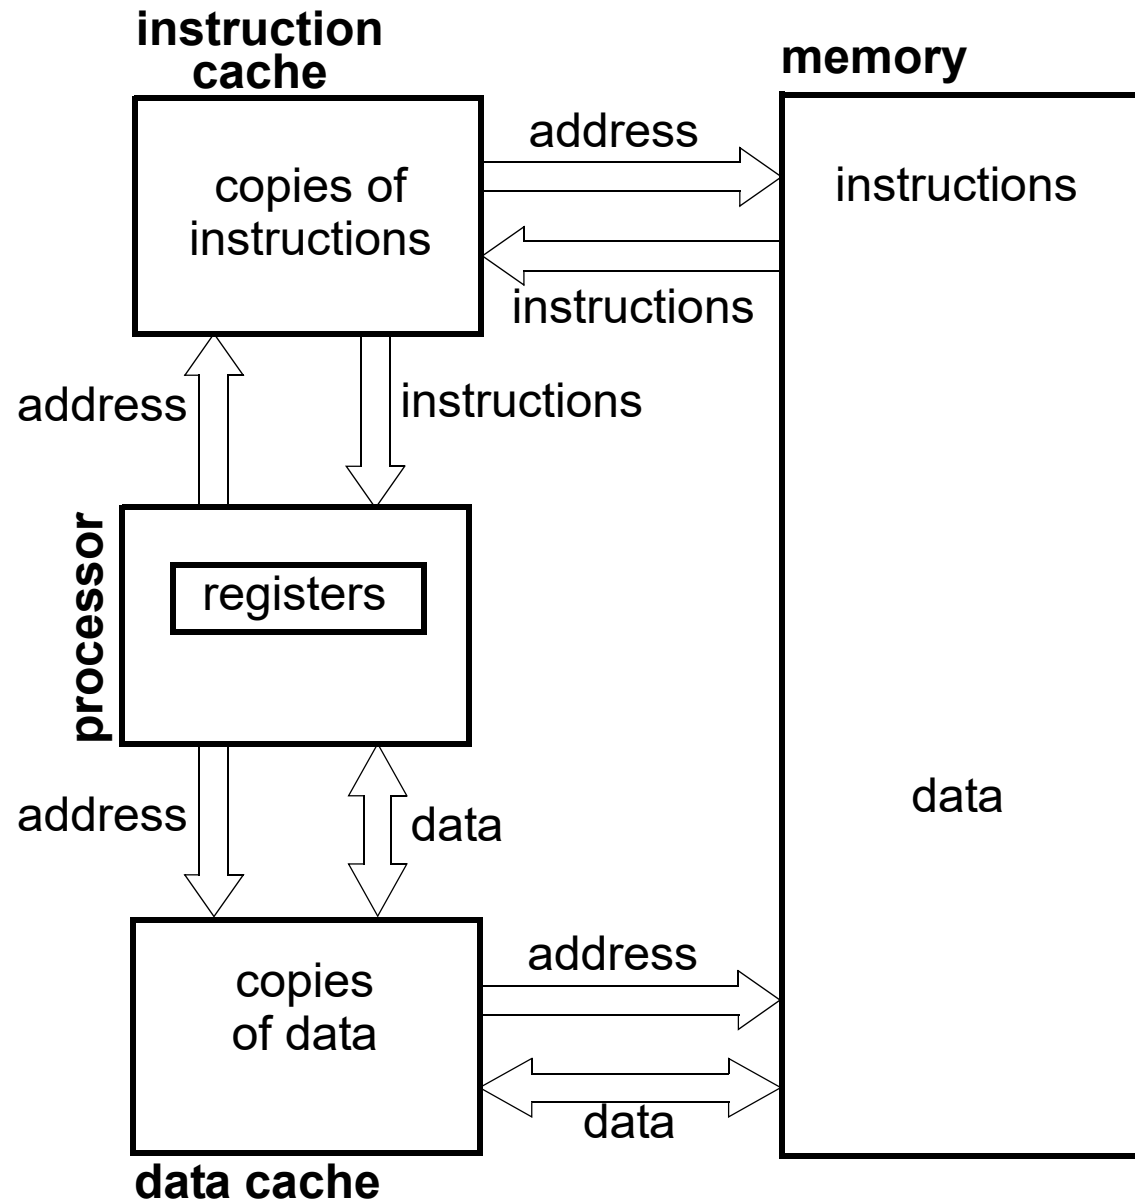 instruction
cache
memory
address
copies of
instructions
instructions
instructions
address
instructions
processor
registers
address
data
data
copies
of data
address
data
data cache